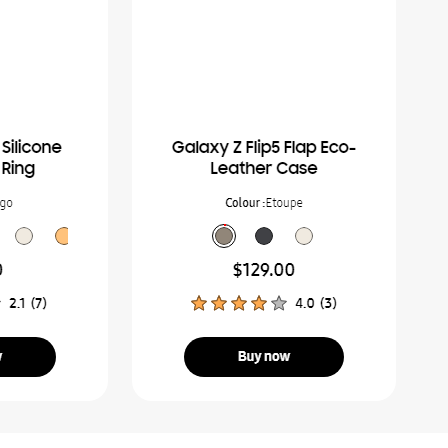 Silicone
Ring
go
2.1 (7)
Galaxy Z Flip5 Flap Eco-
Leather Case
Colour : Etoupe
$129.00
4.0 (3)
Buy now